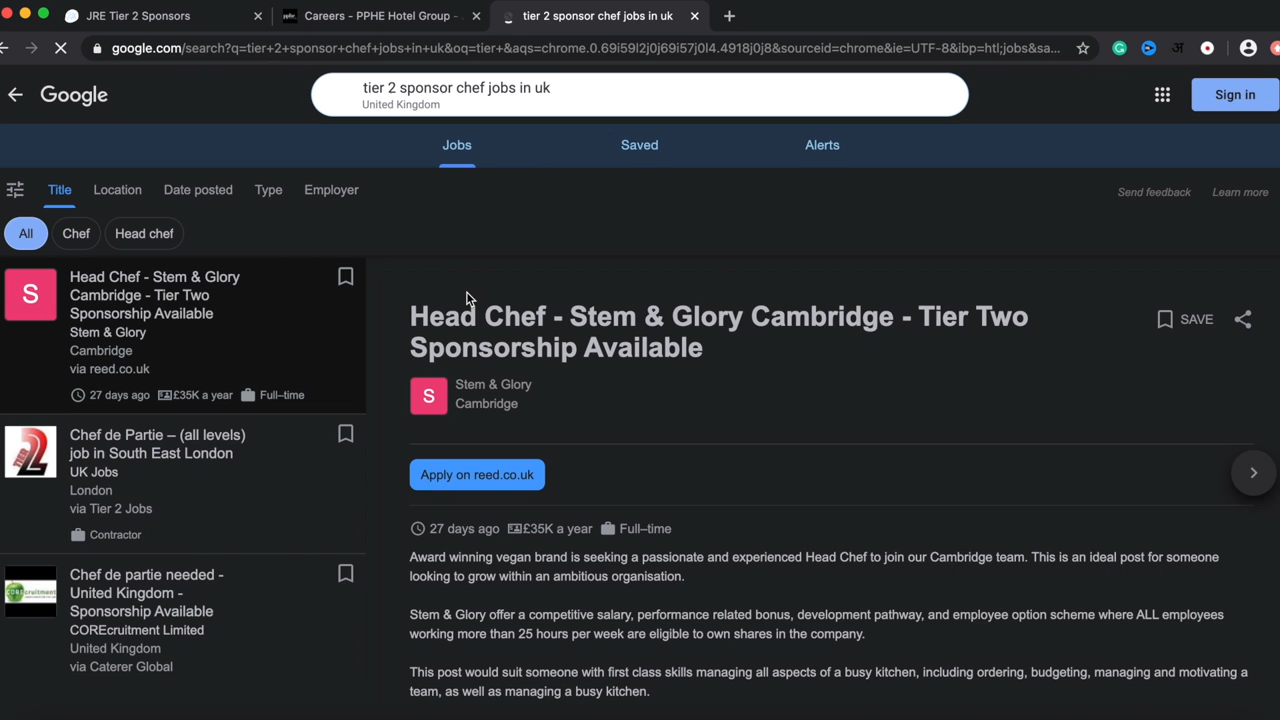 JRE Tier 2 Sponsors
Careers - PPHE Hotel Group -
tier 2 sponsor chef jobs in uk
google.com/search?q=tier+2+sponsor+chef+jobs+in+uk&oq=tier+&aqs=chrome.0.69i59l2j0j69i57j0l4.4918j0j8&sourceid=chrome&ie=UTF-8&ibp=htl;jobs&sa...
Google
tier 2 sponsor chef jobs in uk
United Kingdom
Sign in
Jobs
Saved
Alerts
Title
Location
Date posted
Type
Employer
Send feedback
Learn more
All
Chef
Head chef
S
Head Chef - Stem & Glory
Cambridge - Tier Two
Sponsorship Available
Stem & Glory
Cambridge
via reed.co.uk
27 days ago £35K a year Full–time
TIER 2
Chef de Partie – (all levels)
job in South East London
UK Jobs
London
via Tier 2 Jobs
Contractor
COREcruitment
Chef de partie needed -
United Kingdom -
Sponsorship Available
COREcruitment Limited
United Kingdom
via Caterer Global
Head Chef - Stem & Glory Cambridge - Tier Two
Sponsorship Available
SAVE
S
Stem & Glory
Cambridge
Apply on reed.co.uk
27 days ago £35K a year Full–time
Award winning vegan brand is seeking a passionate and experienced Head Chef to join our Cambridge team. This is an ideal post for someone
looking to grow within an ambitious organisation.
Stem & Glory offer a competitive salary, performance related bonus, development pathway, and employee option scheme where ALL employees
working more than 25 hours per week are eligible to own shares in the company.
This post would suit someone with first class skills managing all aspects of a busy kitchen, including ordering, budgeting, managing and motivating a
team, as well as managing a busy kitchen.